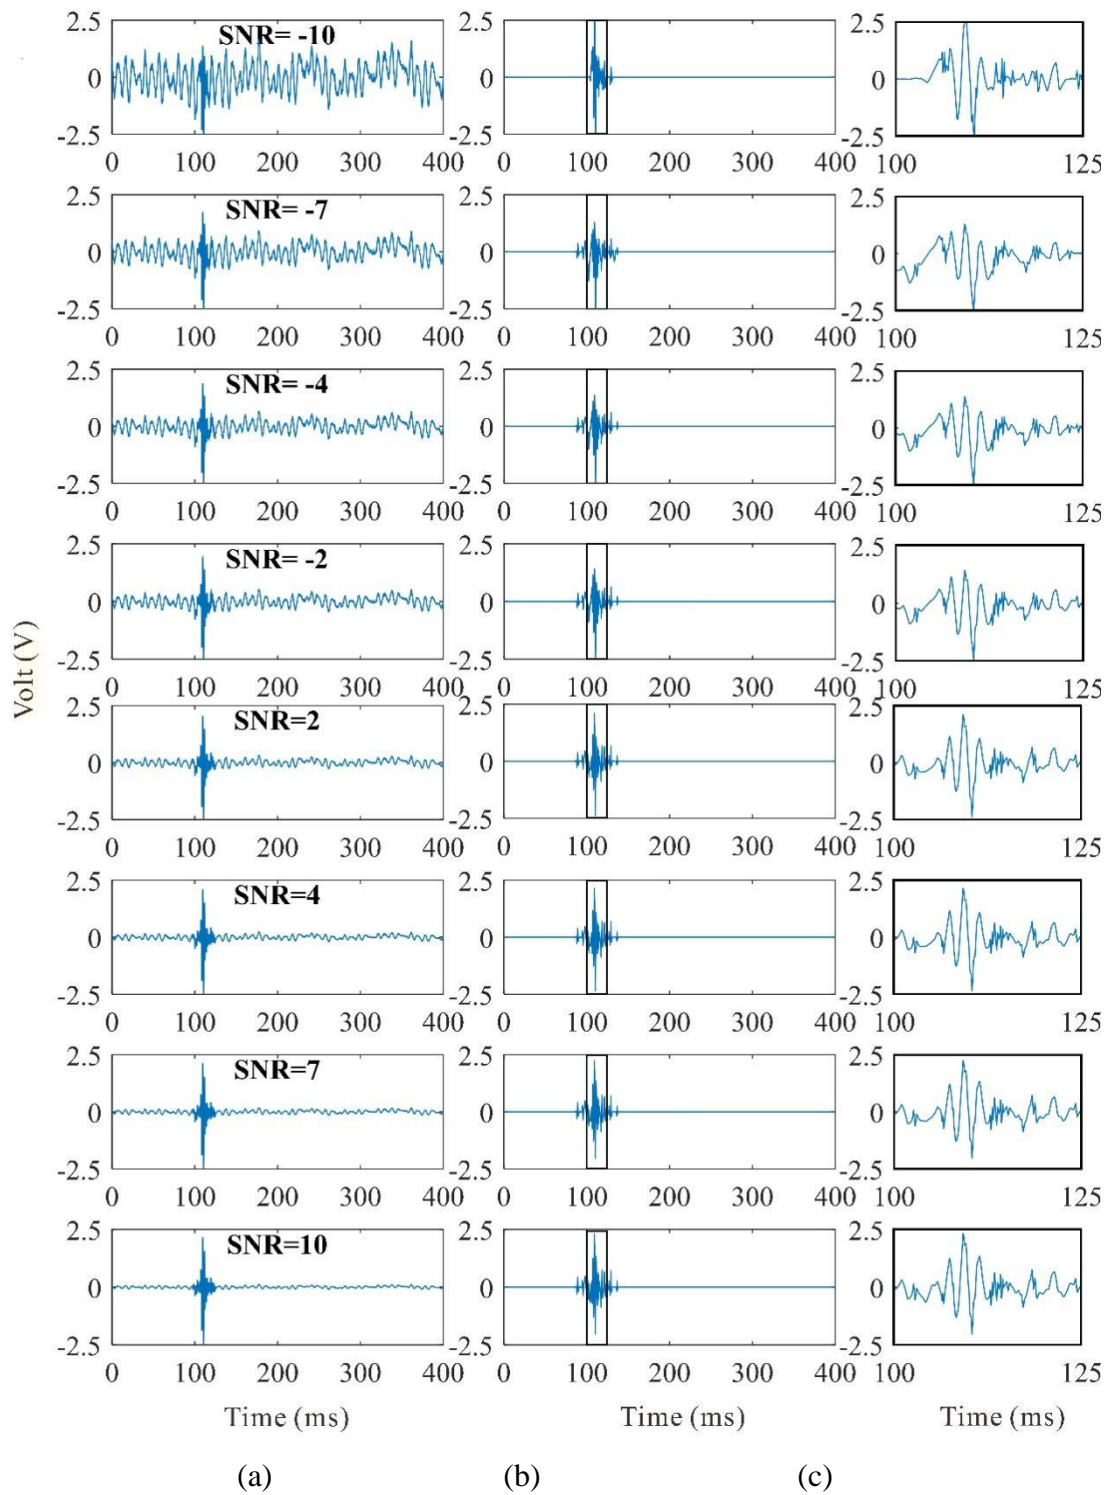 2.5 SNR= -10 2.5 2.5
0 0 0
-2.5 -2.5 -2.5
0 100 200 300 400 0 100 200 300 400 100 125
2.5 SNR= -7 2.5 2.5
0 0 0
-2.5 -2.5 -2.5
0 100 200 300 400 0 100 200 300 400 100 125
2.5 SNR= -4 2.5 2.5
0 0 0
-2.5 -2.5 -2.5
0 100 200 300 400 0 100 200 300 400 100 125
2.5 SNR= -2 2.5 2.5
0 0 0
-2.5 -2.5 -2.5
0 100 200 300 400 0 100 200 300 400 100 125
Volt (V)
2.5 SNR=2 2.5 2.5
0 0 0
-2.5 -2.5 -2.5
0 100 200 300 400 0 100 200 300 400 100 125
2.5 SNR=4 2.5 2.5
0 0 0
-2.5 -2.5 -2.5
0 100 200 300 400 0 100 200 300 400 100 125
2.5 SNR=7 2.5 2.5
0 0 0
-2.5 -2.5 -2.5
0 100 200 300 400 0 100 200 300 400 100 125
2.5 SNR=10 2.5 2.5
0 0 0
-2.5 -2.5 -2.5
0 100 200 300 400 0 100 200 300 400 100 125
Time (ms) Time (ms) Time (ms)
(a) (b) (c)